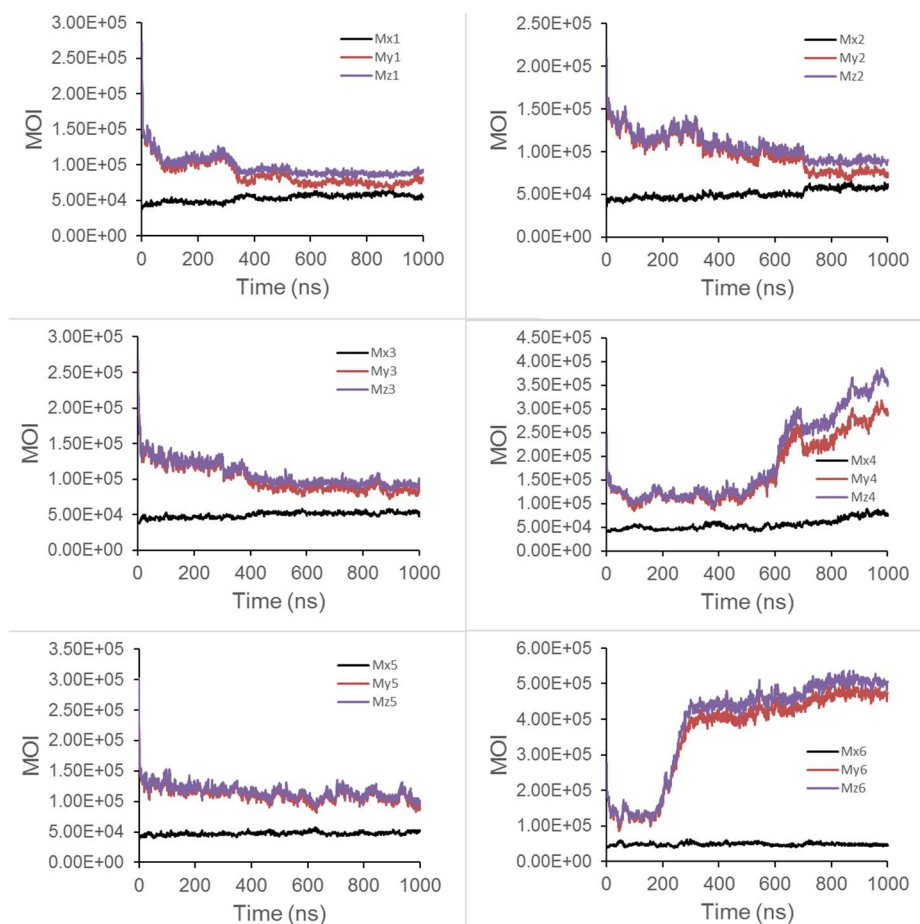 3.00E+05
2.50E+05
2.00E+05
1.50E+05
1.00E+05
5.00E+04
0.00E+00
MOI
Mx1
My1
Mz1
0 200 400 600 800 1000
Time (ns)
2.50E+05
2.00E+05
1.50E+05
1.00E+05
5.00E+04
0.00E+00
MOI
Mx2
My2
Mz2
0 200 400 600 800 1000
Time (ns)
3.00E+05
2.50E+05
2.00E+05
1.50E+05
1.00E+05
5.00E+04
0.00E+00
MOI
Mx3
My3
Mz3
0 200 400 600 800 1000
Time (ns)
4.50E+05
4.00E+05
3.50E+05
3.00E+05
2.50E+05
2.00E+05
1.50E+05
1.00E+05
5.00E+04
0.00E+00
MOI
Mx4
My4
Mz4
0 200 400 600 800 1000
Time (ns)
3.50E+05
3.00E+05
2.50E+05
2.00E+05
1.50E+05
1.00E+05
5.00E+04
0.00E+00
MOI
Mx5
My5
Mz5
0 200 400 600 800 1000
Time (ns)
6.00E+05
5.00E+05
4.00E+05
3.00E+05
2.00E+05
1.00E+05
0.00E+00
MOI
Mx6
My6
Mz6
0 200 400 600 800 1000
Time (ns)